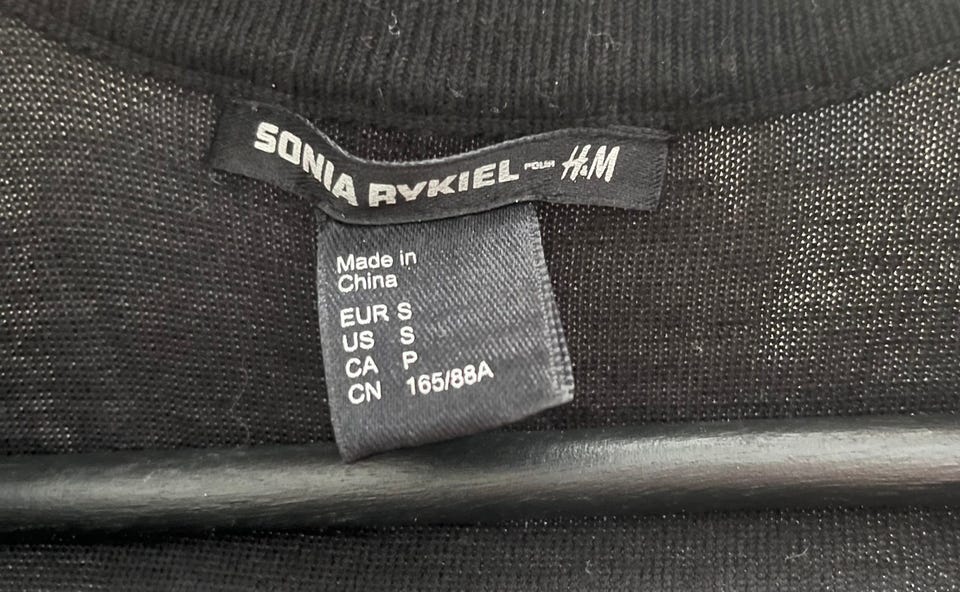 SONIA RYKIEL POUR H&M
Made in
China
EUR S
US S
CA P
CN 165/88A